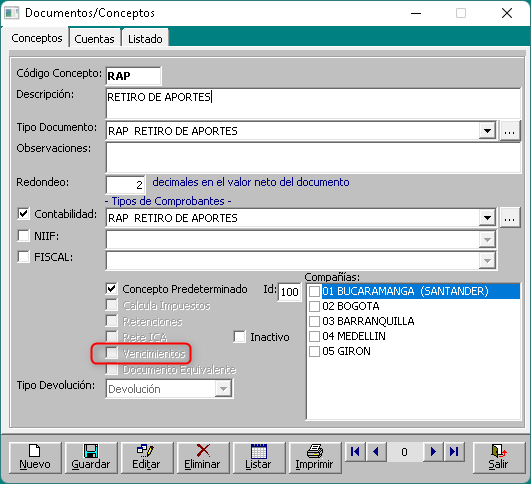 Documentos/Conceptos
Conceptos Cuentas Listado
Código Concepto: RAP
Descripción: RETIRO DE APORTES
Tipo Documento: RAP RETIRO DE APORTES ...
Observaciones:
Redondeo: 2 decimales en el valor neto del documento
- Tipos de Comprobantes -
Contabilidad: RAP RETIRO DE APORTES ...
NIIF:
FISCAL:
Concepto Predeterminado Id: 100
Calcula Impuestos
Retenciones
Rete ICA Inactivo
Vencimientos
Documento Equivalente
Tipo Devolución: Devolución
Compañías:
01 BUCARAMANGA (SANTANDER)
02 BOGOTA
03 BARRANQUILLA
04 MEDELLIN
05 GIRON
Nuevo Guardar Editar Eliminar Listar Imprimir 0 Salir